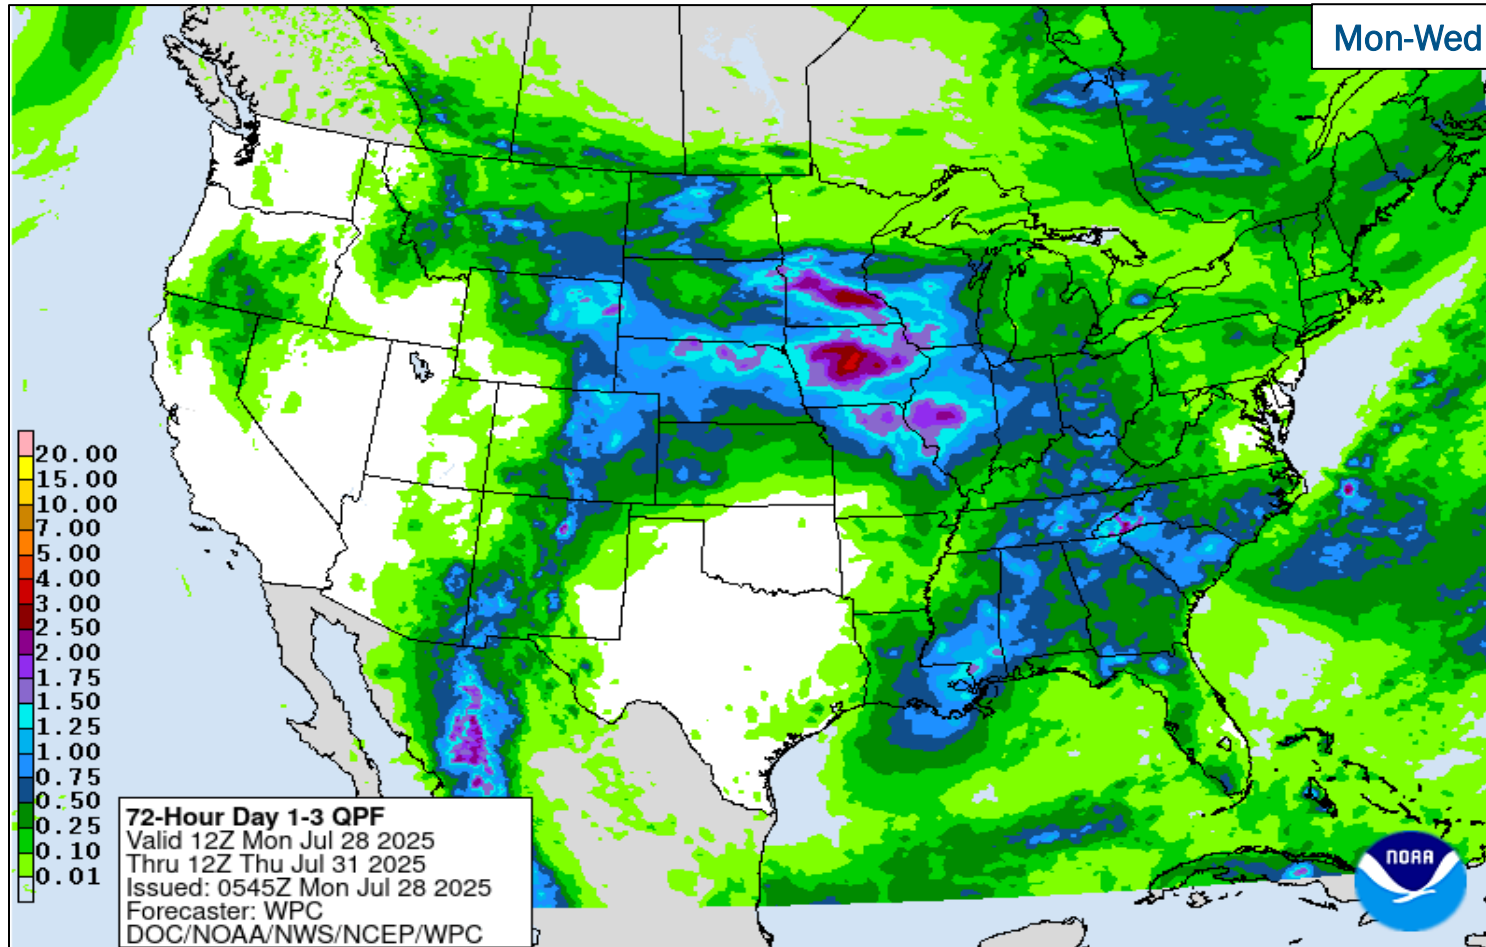 Mon-Wed
20.00
15.00
10.00
7.00
5.00
4.00
3.00
2.50
2.00
1.75
1.50
1.25
1.00
0.75
0.50
0.25
0.10
0.01
72-Hour Day 1-3 QPF
Valid 12Z Mon Jul 28 2025
Thru 12Z Thu Jul 31 2025
Issued: 0545Z Mon Jul 28 2025
Forecaster: WPC
DOC/NOAA/NWS/NCEP/WPC
NOAA